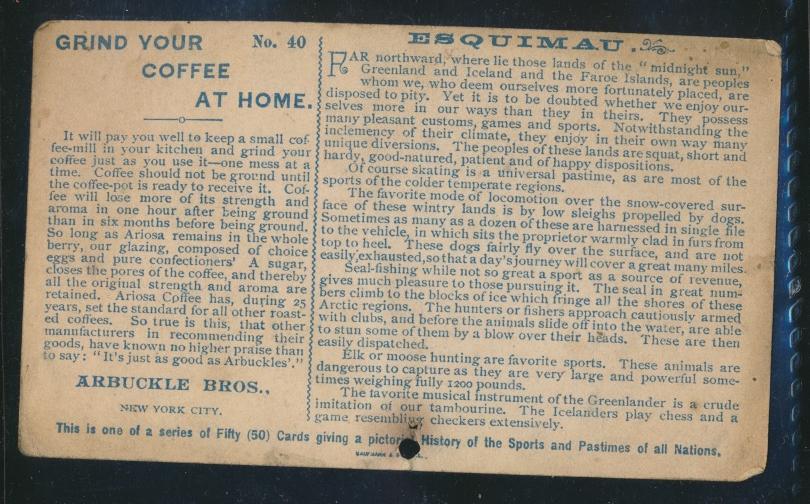 GRIND YOUR No. 40
COFFEE
AT HOME.
It will pay you well to keep a small cof-
fee-mill in your kitchen and grind your
coffee just as you use it—one mess at a
time. Coffee should not be ground until
the coffee-pot is ready to receive it. Cof-
fee will lose more of its strength and
aroma in one hour after being ground
than in six months before being ground.
So long as Ariosa remains in the whole
berry, our glazing, composed of choice
eggs and pure confectioners' A sugar,
closes the pores of the coffee, and thereby
all the original strength and aroma are
retained. Ariosa Coffee has, during 25
years, set the standard for all other roast-
ed coffees. So true is this, that other
manufacturers in recommending their
goods, have known no higher praise than
to say: "It's just as good as Arbuckles'."
ARBUCKLE BROS.,
NEW YORK CITY.
ESQUIMAU.
FAR northward, where lie those lands of the "midnight sun,"
Greenland and Iceland and the Faroe Islands, are peoples
whom we, who deem ourselves more fortunately placed, are
disposed to pity. Yet it is to be doubted whether we enjoy our-
selves more in our ways than they in theirs. They possess
many pleasant customs, games and sports. Notwithstanding the
inclemency of their climate, they enjoy in their own way many
unique diversions. The peoples of these lands are squat, short and
hardy, good-natured, patient and of happy dispositions.
Of course skating is a universal pastime, as are most of the
sports of the colder temperate regions.
The favorite mode of locomotion over the snow-covered sur-
face of these wintry lands is by low sleighs propelled by dogs.
Sometimes as many as a dozen of these are harnessed in single file
to the vehicle, in which sits the proprietor warmly clad in furs from
top to heel. These dogs fairly fly over the surface, and are not
easily exhausted, so that a day's journey will cover a great many miles.
Seal-fishing while not so great a sport as a source of revenue,
gives much pleasure to those pursuing it. The seal in great num-
bers climb to the blocks of ice which fringe all the shores of these
Arctic regions. The hunters or fishers approach cautiously armed
with clubs, and before the animals slide off into the water, are able
to stun some of them by a blow over their heads. These are then
easily dispatched.
Elk or moose hunting are favorite sports. These animals are
dangerous to capture as they are very large and powerful some-
times weighing fully 1200 pounds.
The favorite musical instrument of the Greenlander is a crude
imitation of our tambourine. The Icelanders play chess and a
game resembling checkers extensively.
This is one of a series of Fifty (50) Cards giving a pictorial History of the Sports and Pastimes of all Nations.